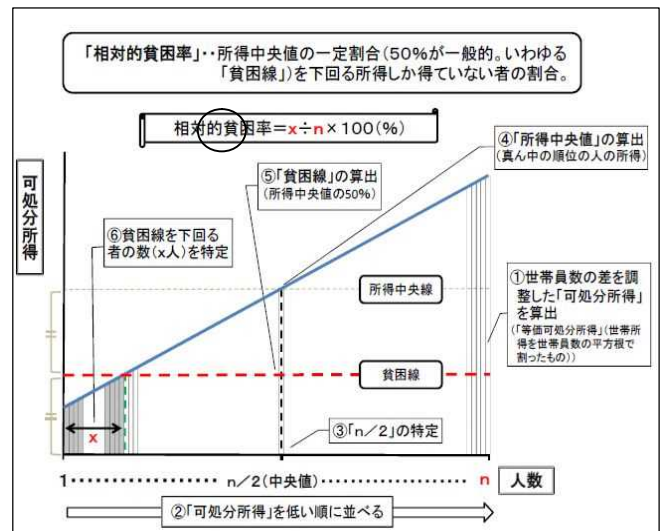 「相対的貧困率」‥所得中央値の一定割合(50%が一般的。いわゆる
「貧困線」)を下回る所得しか得ていない者の割合。
相対的貧困率=x÷n×100(%)
④「所得中央値」の算出
(真ん中の順位の人の所得)
⑤「貧困線」の算出
(所得中央値の50%)
可処分所得
⑥貧困線を下回る
者の数(x人)を特定
①世帯員数の差を調
整した「可処分所得」
を算出
(「等価可処分所得」(世帯所
得を世帯員数の平方根で
割ったもの))
所得中央線
貧困線
x
③「n/2」の特定
1・・・・・・・・・・・・・・n/2(中央値)・・・・・・・・・・・・・・・・n 人数
②「可処分所得」を低い順に並べる